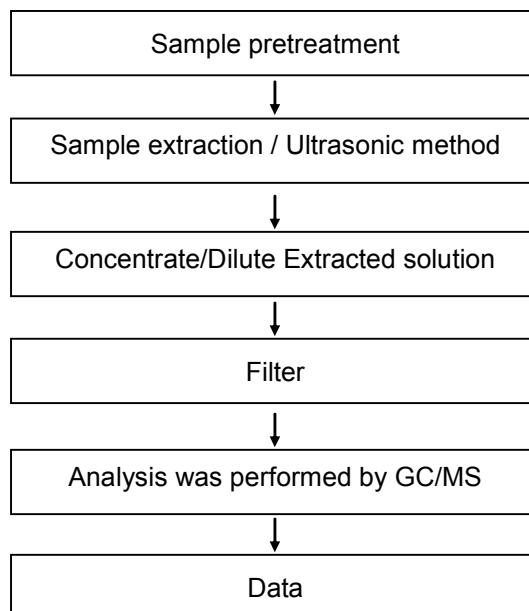 Sample pretreatment
Sample extraction / Ultrasonic method
Concentrate/Dilute Extracted solution
Filter
Analysis was performed by GC/MS
Data